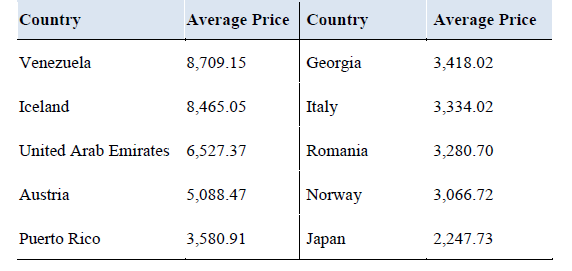 Country Average Price Country Average Price
Venezuela 8,709.15 Georgia 3,418.02
Iceland 8,465.05 Italy 3,334.02
United Arab Emirates 6,527.37 Romania 3,280.70
Austria 5,088.47 Norway 3,066.72
Puerto Rico 3,580.91 Japan 2,247.73